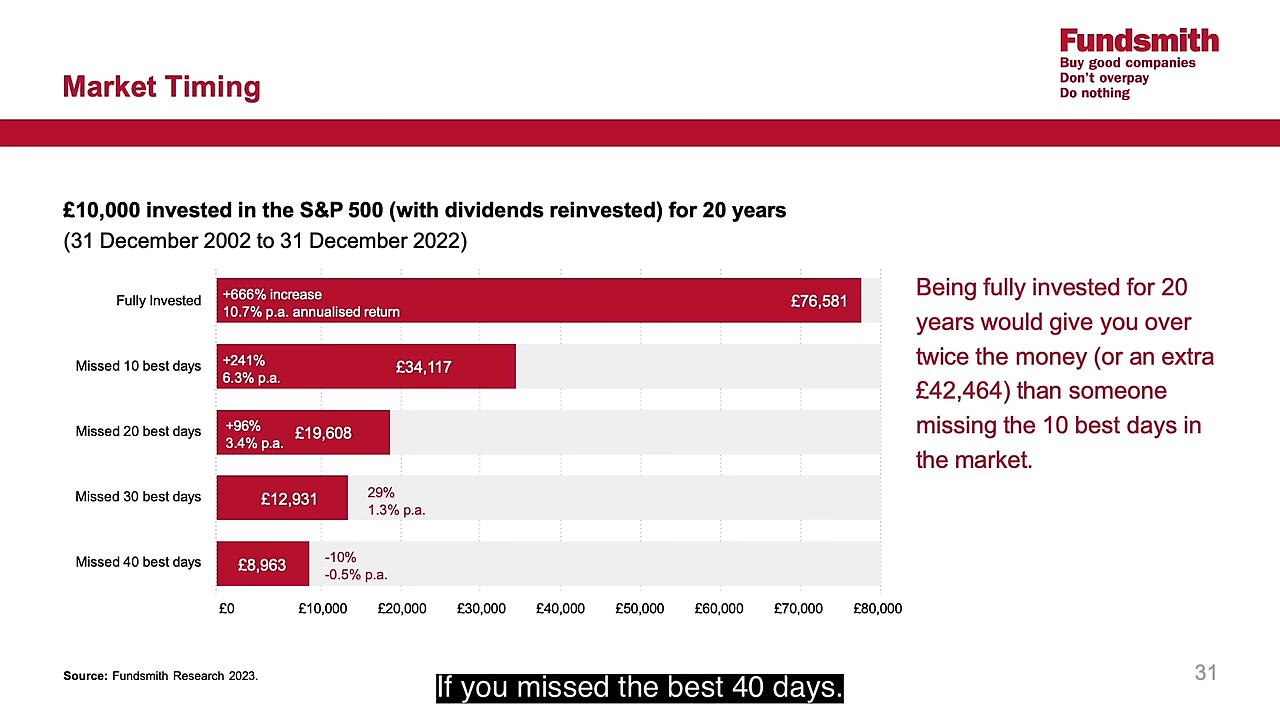 Fundsmith
Buy good companies
Don't overpay
Do nothing
Market Timing
£10,000 invested in the S&P 500 (with dividends reinvested) for 20 years
(31 December 2002 to 31 December 2022)
Fully Invested
+666% increase
10.7% p.a. annualised return
£76,581
Missed 10 best days
+241%
6.3% p.a.
£34,117
Missed 20 best days
+96%
3.4% p.a.
£19,608
Missed 30 best days
£12,931
29%
1.3% p.a.
Missed 40 best days
£8,963
-10%
-0.5% p.a.
£0 £10,000 £20,000 £30,000 £40,000 £50,000 £60,000 £70,000 £80,000
Being fully invested for 20
years would give you over
twice the money (or an extra
£42,464) than someone
missing the 10 best days in
the market.
Source: Fundsmith Research 2023.
If you missed the best 40 days.
31